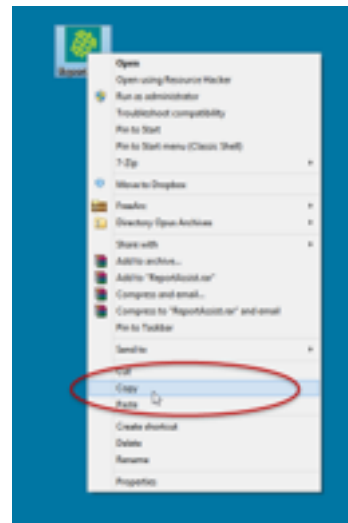 Open
Open using Resource Hacker
Run as administrator
Troubleshoot compatibility
Pin to Start
Pin to Start menu (Classic Shell)
7-Zip
Move to Dropbox
FreeArc
Directory Opus Archives
Share with
Add to archive...
Add to "ReportAssist.rar"
Compress and email...
Compress to "ReportAssist.rar" and email
Pin to Taskbar
Send to
Cut
Copy
Paste
Create shortcut
Delete
Rename
Properties